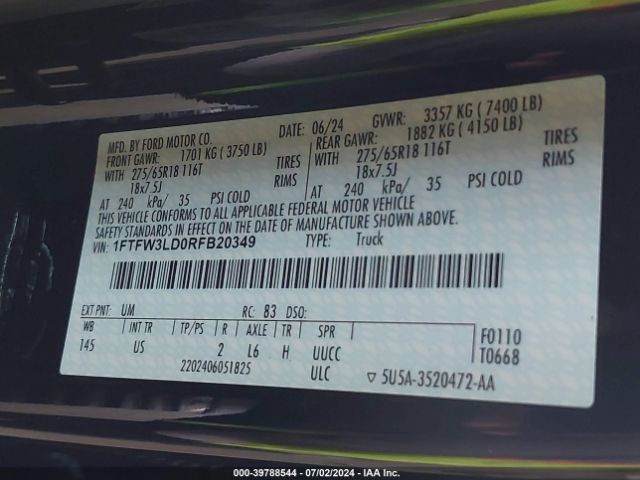 MFD. BY FORD MOTOR CO.
DATE: 06/24
GVWR: 3357 KG ( 7400 LB)
FRONT GAWR: 1701 KG ( 3750 LB)
REAR GAWR: 1882 KG ( 4150 LB)
WITH 275/65R18 116T TIRES
WITH 275/65R18 116T TIRES
18x7.5J RIMS
18x7.5J RIMS
AT 240 kPa/ 35 PSI COLD
AT 240 kPa/ 35 PSI COLD
THIS VEHICLE CONFORMS TO ALL APPLICABLE FEDERAL MOTOR VEHICLE
SAFETY STANDARDS IN EFFECT ON THE DATE OF MANUFACTURE SHOWN ABOVE.
VIN: 1FTFW3LD0RFB20349
TYPE: Truck
EXT PNT: UM RC: 83 DSO:
WB INT TR TP/PS R AXLE TR SPR
145 US 2 L6 H UUCC
F0110
T0668
2202406051825 ULC
▽ 5U5A-3520472-AA
000-39788544 - 07/02/2024 - IAA Inc.